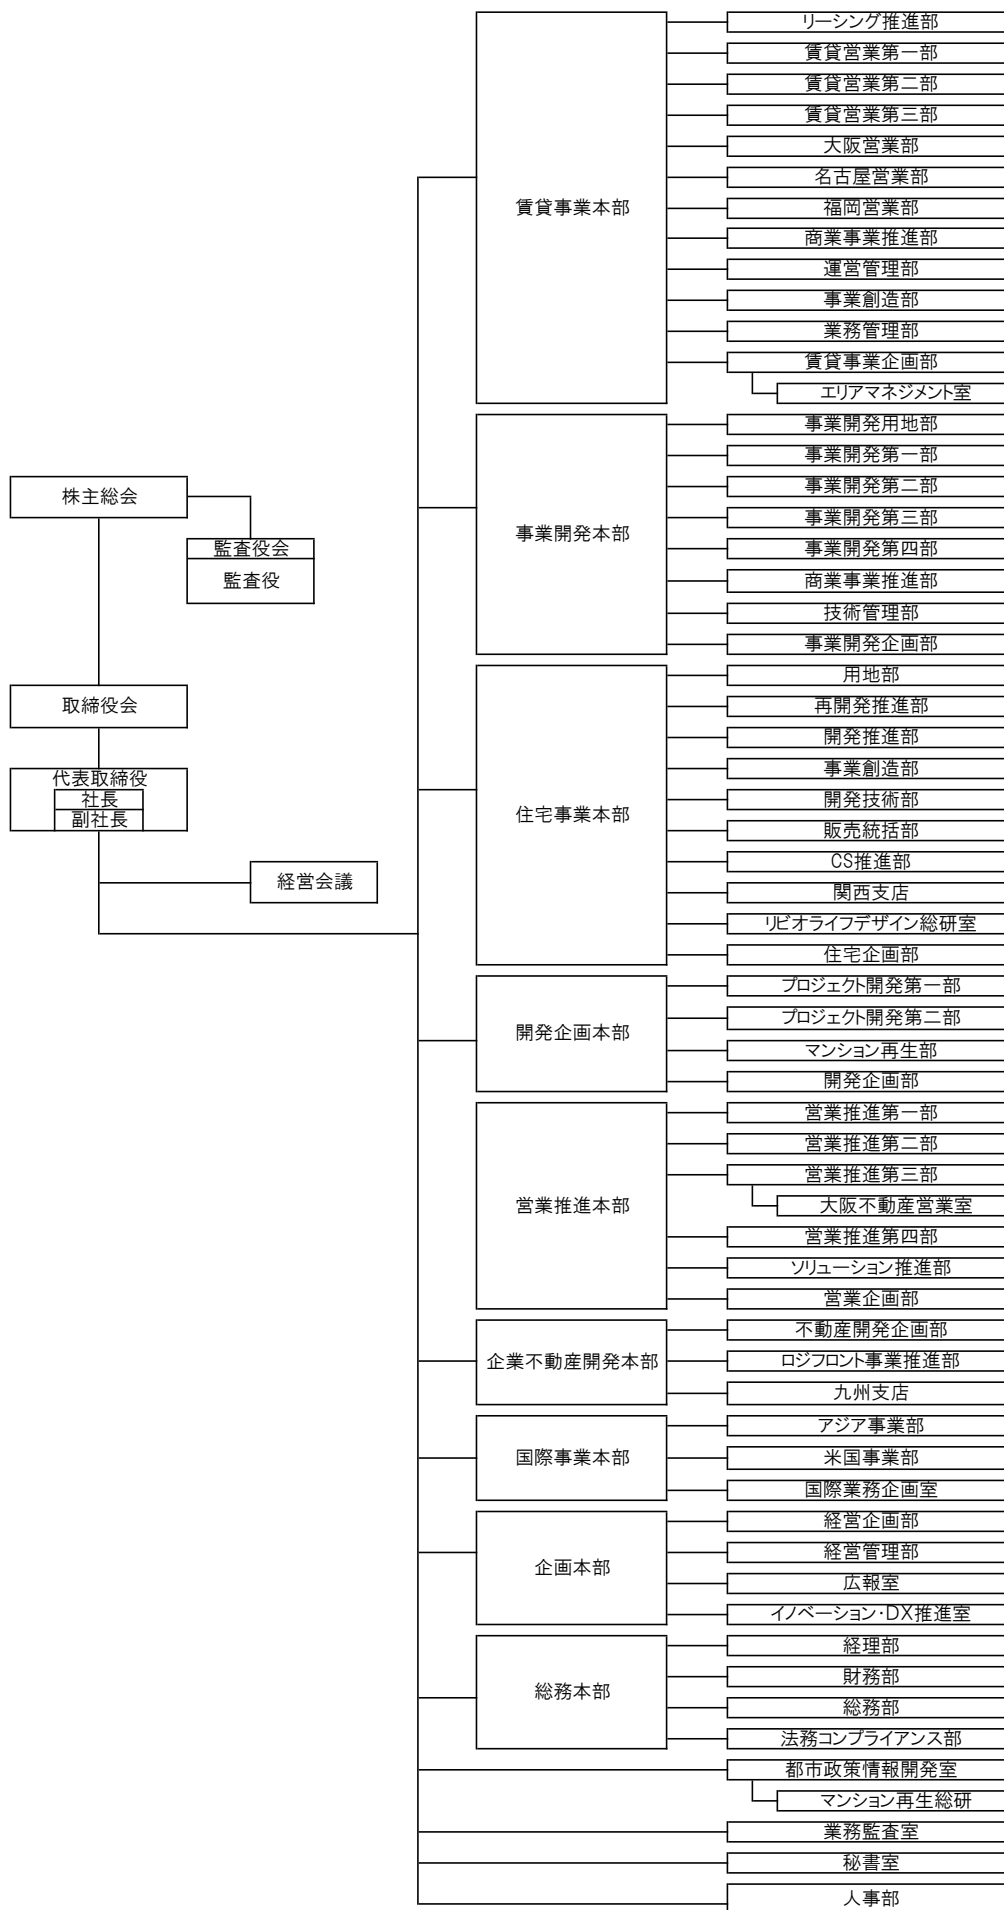 株主総会
監査役会
監査役
取締役会
代表取締役
社長
副社長
経営会議
賃貸事業本部
リーシング推進部
賃貸営業第一部
賃貸営業第二部
賃貸営業第三部
大阪営業部
名古屋営業部
福岡営業部
商業事業推進部
運営管理部
事業創造部
業務管理部
賃貸事業企画部
エリアマネジメント室
事業開発本部
事業開発用地部
事業開発第一部
事業開発第二部
事業開発第三部
事業開発第四部
商業事業推進部
技術管理部
事業開発企画部
住宅事業本部
用地部
再開発推進部
開発推進部
事業創造部
開発技術部
販売統括部
CS推進部
関西支店
リビオライフデザイン総研室
住宅企画部
開発企画本部
プロジェクト開発第一部
プロジェクト開発第二部
マンション再生部
開発企画部
営業推進本部
営業推進第一部
営業推進第二部
営業推進第三部
大阪不動産営業室
営業推進第四部
ソリューション推進部
営業企画部
企業不動産開発本部
不動産開発企画部
ロジフロント事業推進部
九州支店
国際事業本部
アジア事業部
米国事業部
国際業務企画室
企画本部
経営企画部
経営管理部
広報室
イノベーション・DX推進室
総務本部
経理部
財務部
総務部
法務コンプライアンス部
都市政策情報開発室
マンション再生総研
業務監査室
秘書室
人事部